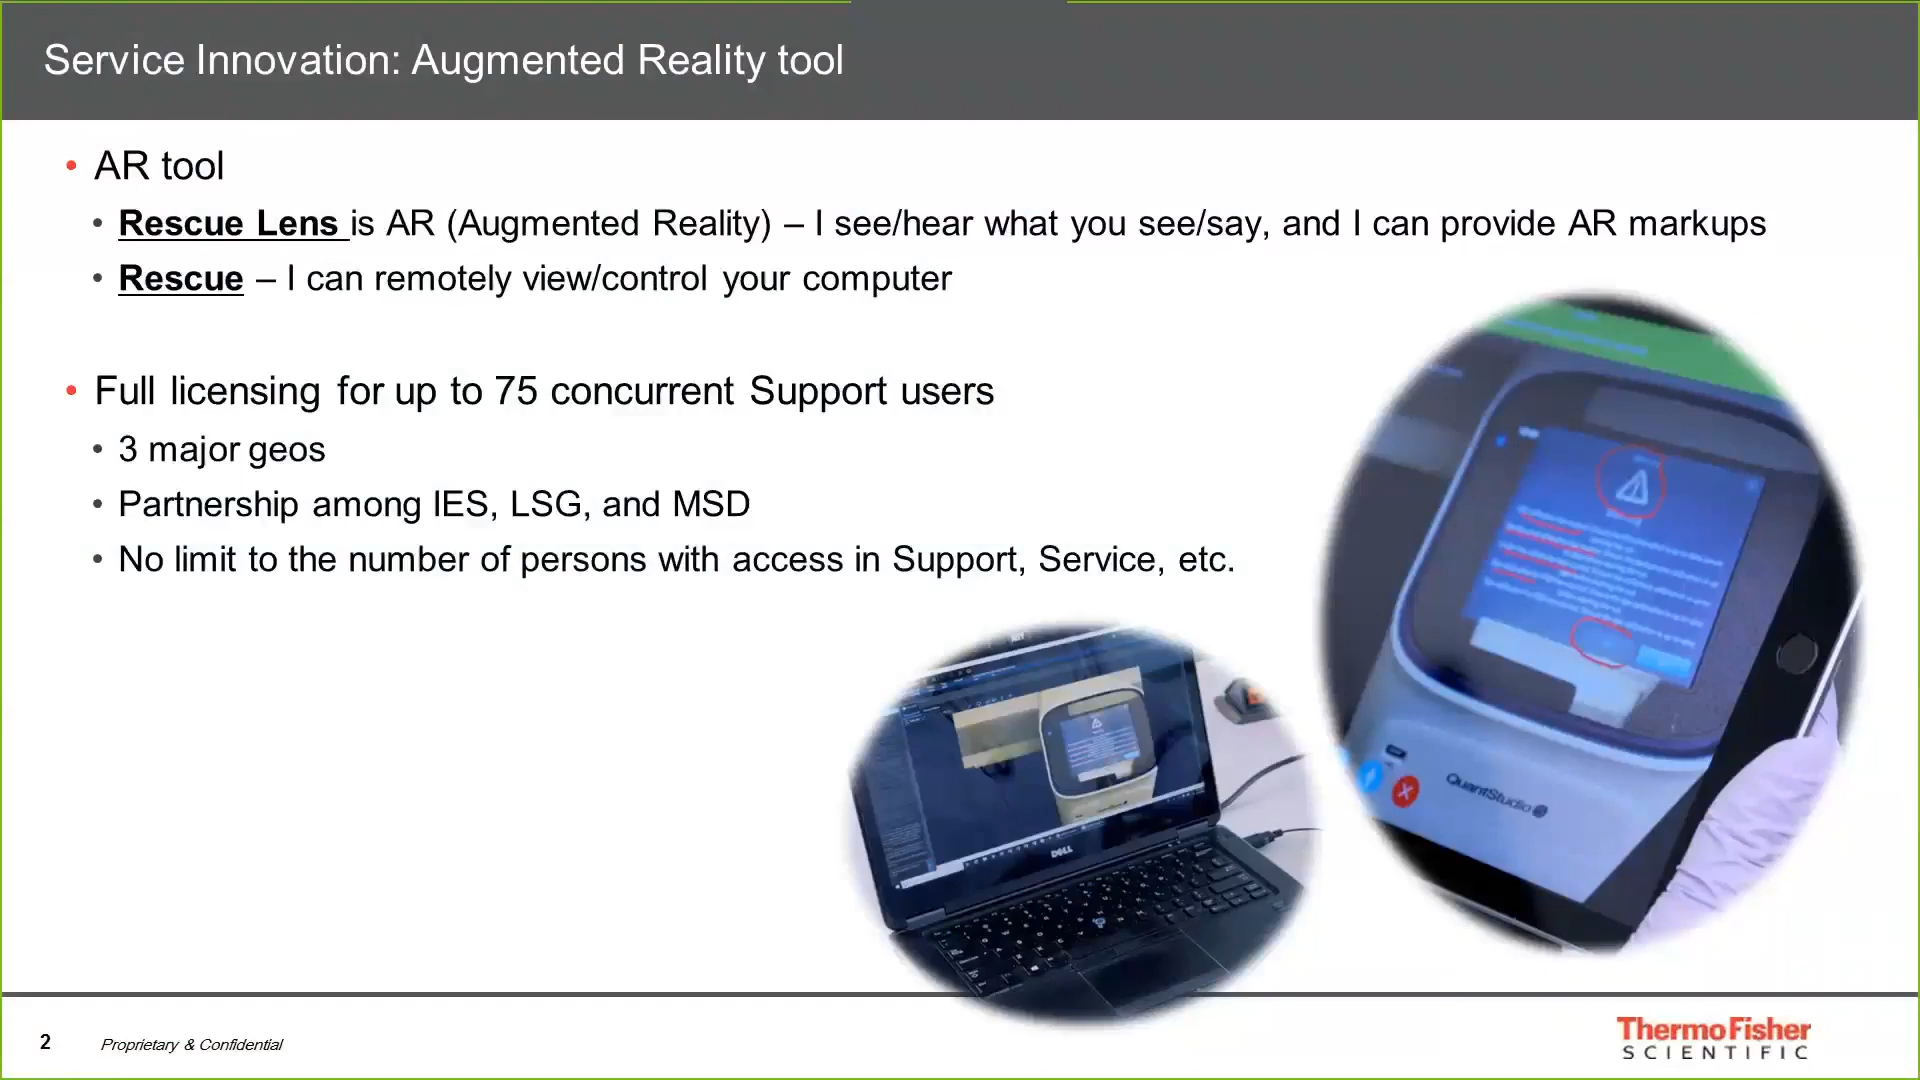 Service Innovation: Augmented Reality tool
• AR tool
• Rescue Lens is AR (Augmented Reality) – I see/hear what you see/say, and I can provide AR markups
• Rescue – I can remotely view/control your computer
• Full licensing for up to 75 concurrent Support users
• 3 major geos
• Partnership among IES, LSG, and MSD
• No limit to the number of persons with access in Support, Service, etc.
QuantStudio
DELL
2
Proprietary & Confidential
ThermoFisher
SCIENTIFIC